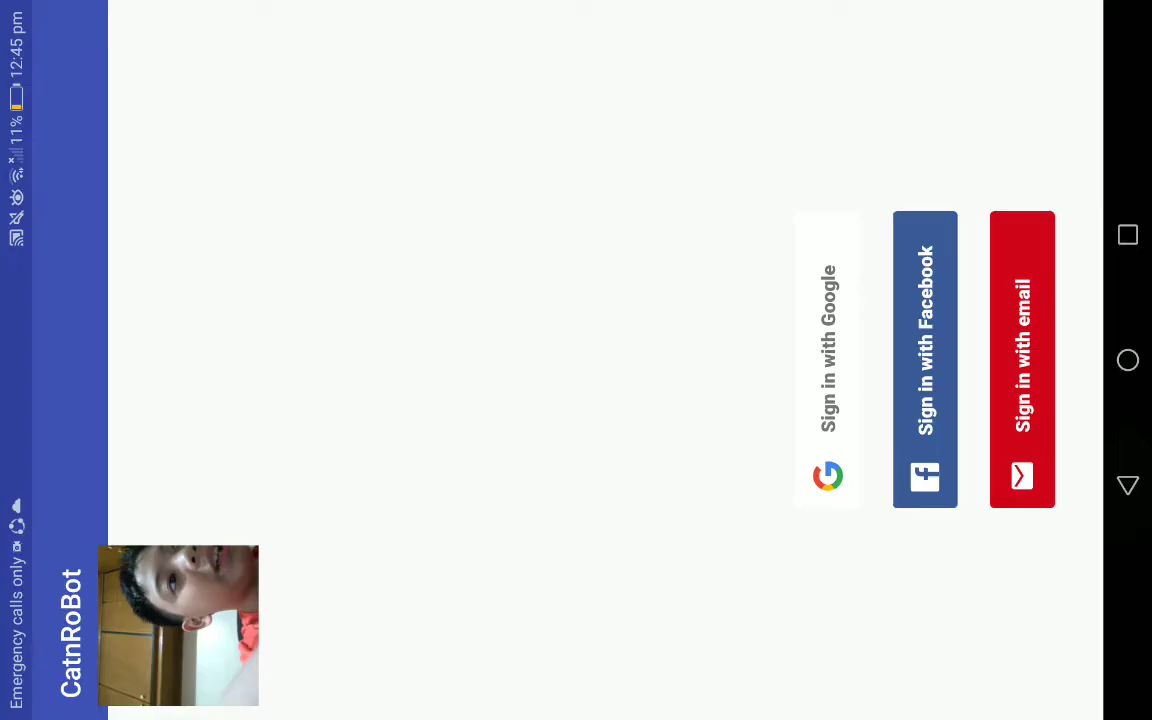 Emergency calls only 11% 12:45 pm
CatnRoBot
Sign in with Google
Sign in with Facebook
Sign in with email